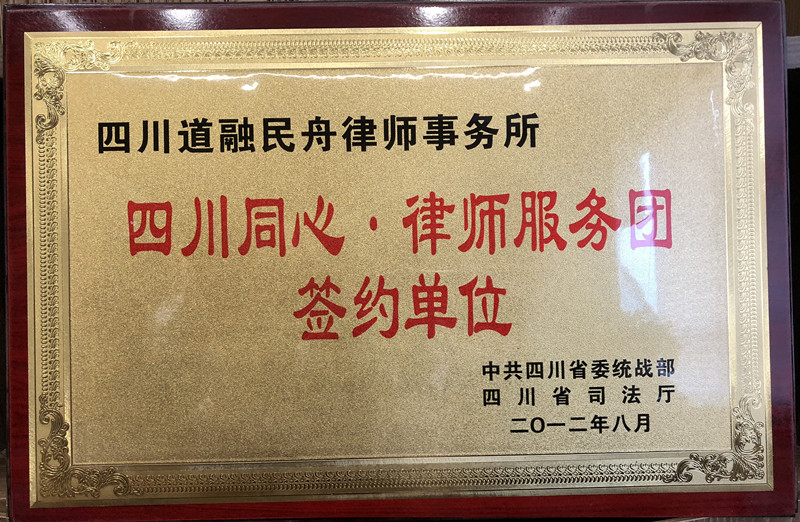 四川道融民舟律师事务所
四川同心·律师服务团
签约单位
中共四川省委统战部
四川省司法厅
二〇一二年八月